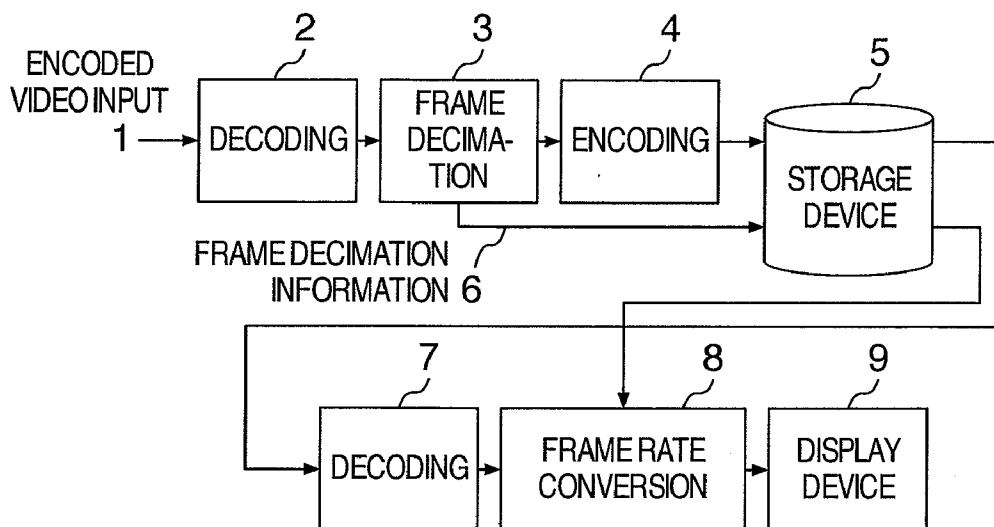 2
3
4
5
ENCODED
VIDEO INPUT
1
DECODING
FRAME
DECIMA-
TION
ENCODING
STORAGE
DEVICE
FRAME DECIMATION
INFORMATION 6
7
8
9
DECODING
FRAME RATE
CONVERSION
DISPLAY
DEVICE